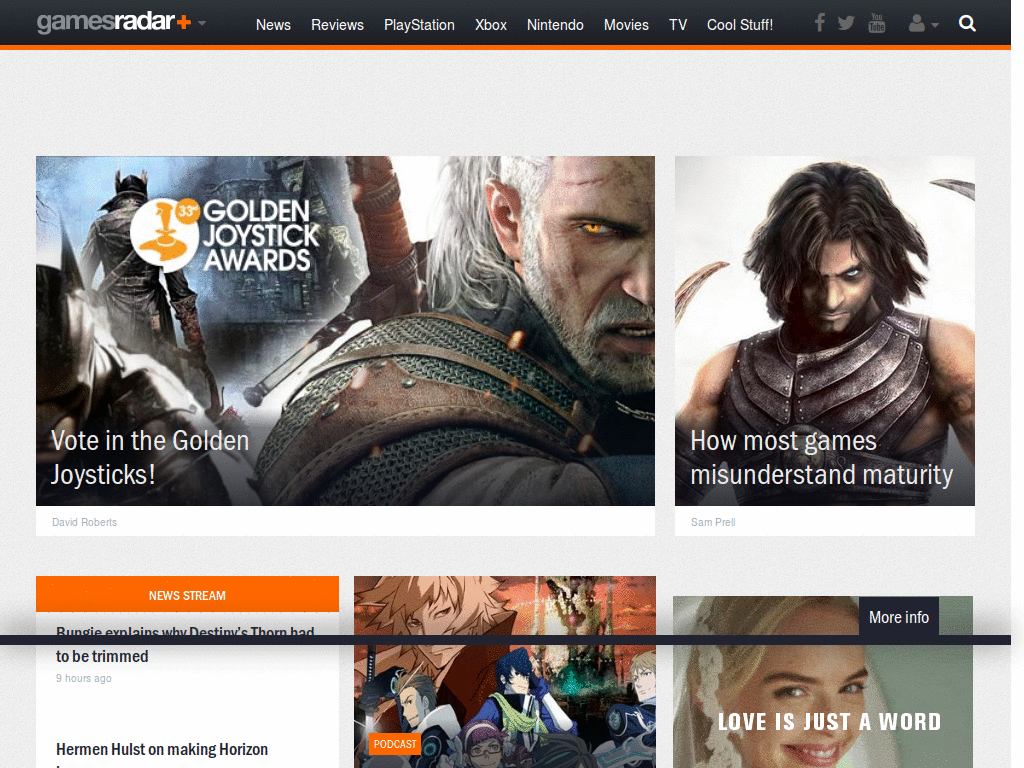 gamesradar+
News Reviews PlayStation Xbox Nintendo Movies TV Cool Stuff!
You
Tube
33rd
GOLDEN
JOYSTICK
AWARDS
Vote in the Golden
Joysticks!
David Roberts
How most games
misunderstand maturity
Sam Prell
NEWS STREAM
Bungie explains why Destiny's Thorn had
to be trimmed
9 hours ago
Hermen Hulst on making Horizon
PODCAST
More info
LOVE IS JUST A WORD